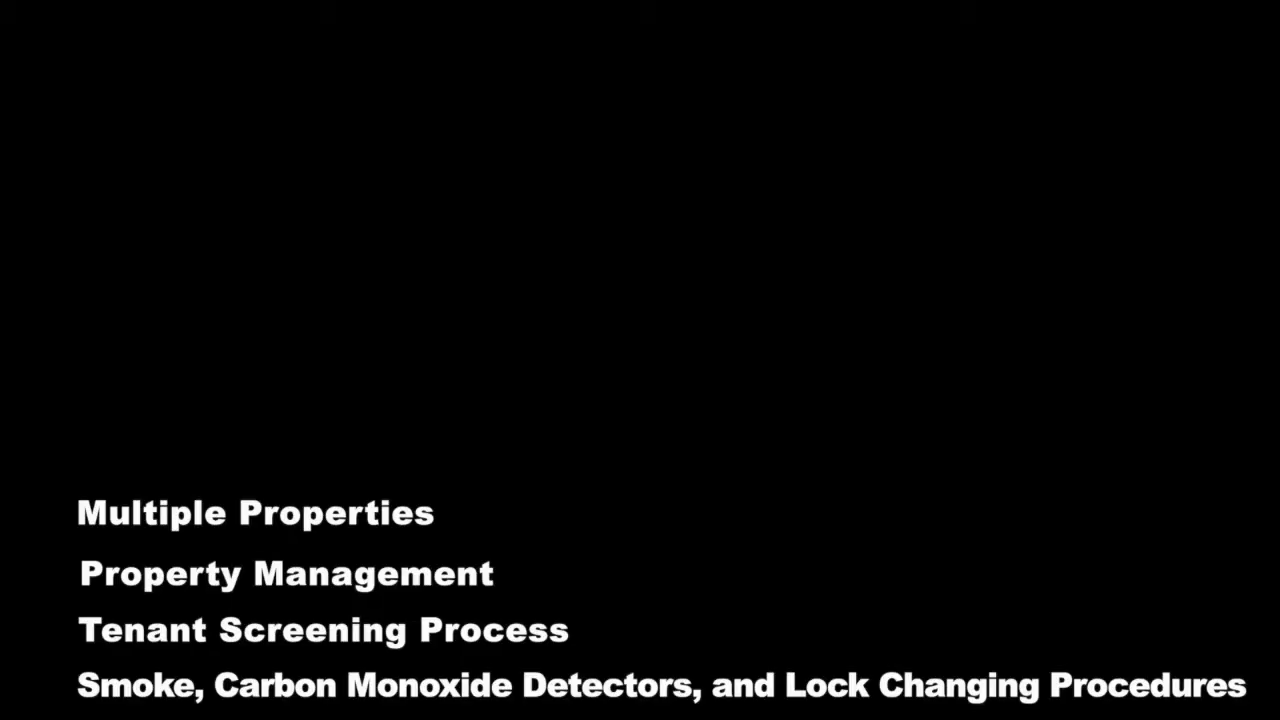 Multiple Properties
Property Management
Tenant Screening Process
Smoke, Carbon Monoxide Detectors, and Lock Changing Procedures